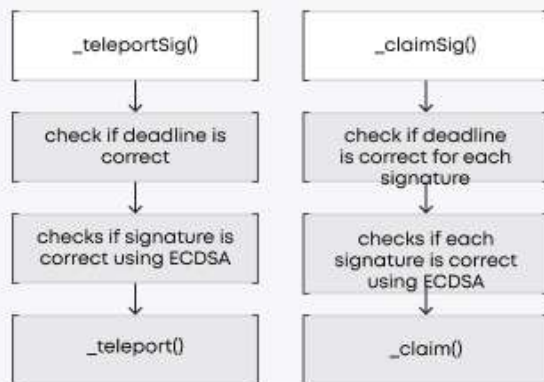 _teleportSig()
check if deadline is
correct
checks if signature is
correct using ECDSA
_teleport()
_claimSig()
check if deadline
is correct for each
signature
checks if each
signature is correct
using ECDSA
_claim()